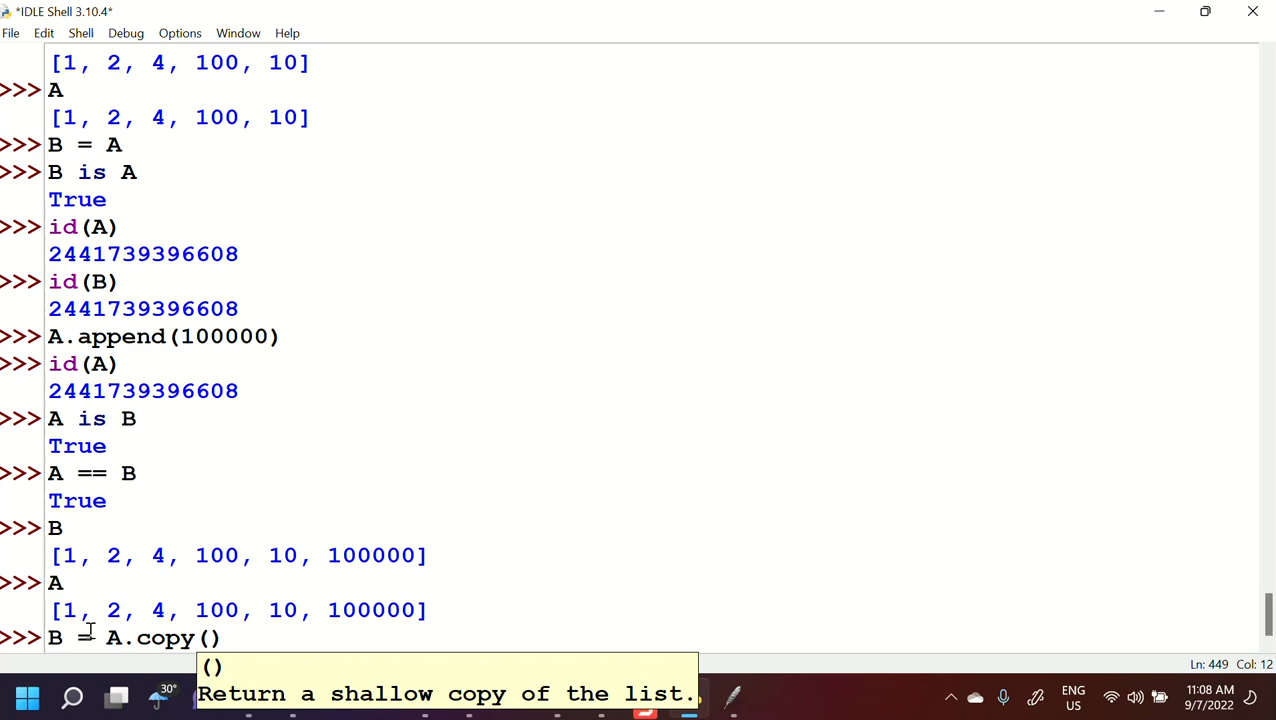 *IDLE Shell 3.10.4*
File Edit Shell Debug Options Window Help
[1, 2, 4, 100, 10]
>>> A
[1, 2, 4, 100, 10]
>>> B = A
>>> B is A
True
>>> id(A)
2441739396608
>>> id(B)
2441739396608
>>> A.append(100000)
>>> id(A)
2441739396608
>>> A is B
True
>>> A == B
True
>>> B
[1, 2, 4, 100, 10, 100000]
>>> A
[1, 2, 4, 100, 10, 100000]
>>> B = A.copy()
()
Return a shallow copy of the list.
Ln: 449 Col: 12
30°
ENG
US
11:08 AM
9/7/2022